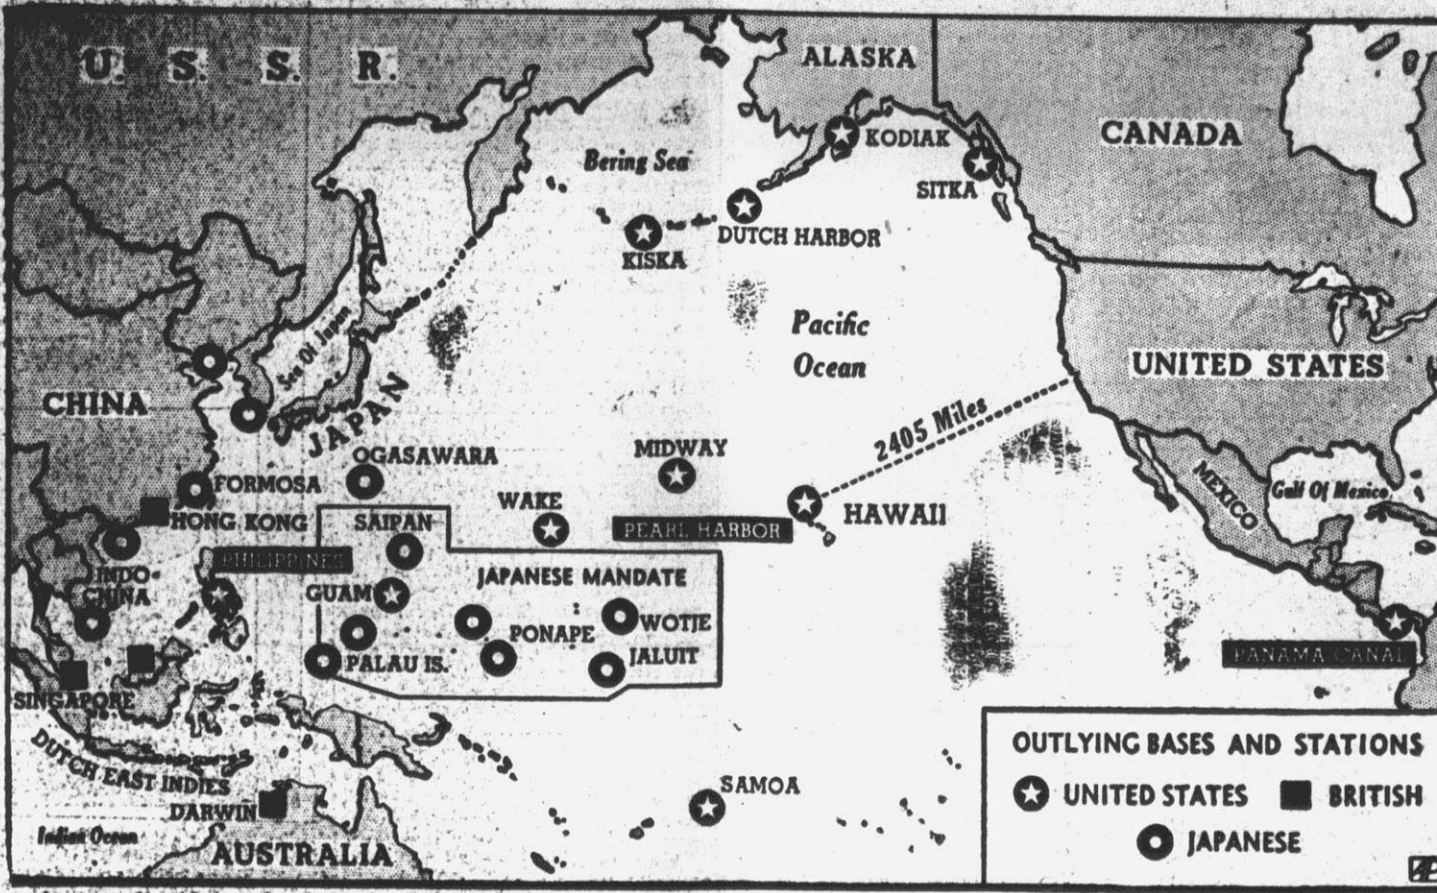 U. S. S. R.
ALASKA
CANADA
Bering Sea
KODIAK
SITKA
DUTCH HARBOR
KISKA
Pacific
Ocean
UNITED STATES
Sea Of Japan
CHINA
JAPAN
2405 Miles
OGASAWARA
MIDWAY
MEXICO
Gulf Of Mexico
FORMOSA
WAKE
HAWAII
HONG KONG
SAIPAN
PEARL HARBOR
PHILIPPINES
INDO-
CHINA
JAPANESE MANDATE
GUAM
PONAPE
WOTJE
PALAU IS.
JALUIT
PANAMA CANAL
SINGAPORE
DUTCH EAST INDIES
DARWIN
SAMOA
Indian Ocean
AUSTRALIA
OUTLYING BASES AND STATIONS
UNITED STATES
BRITISH
JAPANESE
AP